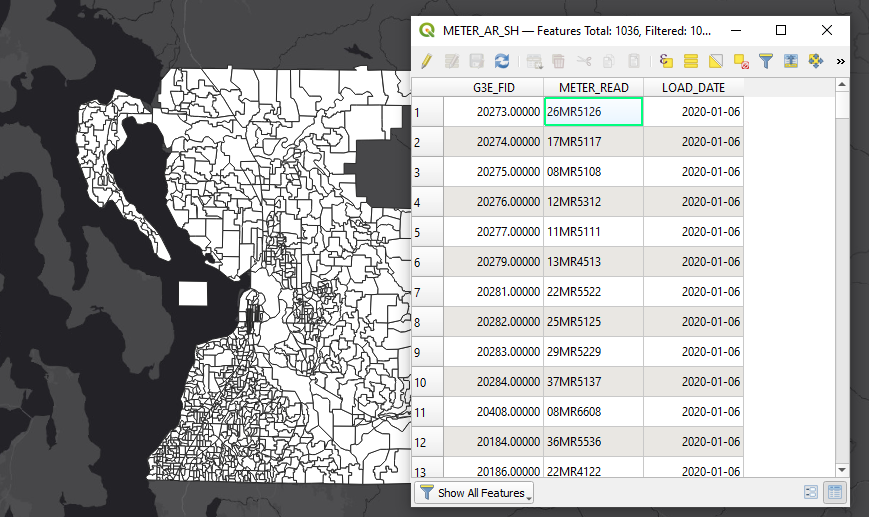 METER_AR_SH — Features Total: 1036, Filtered: 10...
»
G3E_FID METER_READ LOAD_DATE
1 20273.00000 26MR5126 2020-01-06
2 20274.00000 17MR5117 2020-01-06
3 20275.00000 08MR5108 2020-01-06
4 20276.00000 12MR5312 2020-01-06
5 20277.00000 11MR5111 2020-01-06
6 20279.00000 13MR4513 2020-01-06
7 20281.00000 22MR5522 2020-01-06
8 20282.00000 25MR5125 2020-01-06
9 20283.00000 29MR5229 2020-01-06
10 20284.00000 37MR5137 2020-01-06
11 20408.00000 08MR6608 2020-01-06
12 20184.00000 36MR5536 2020-01-06
13 20186.00000 22MR4122 2020-01-06
Show All Features